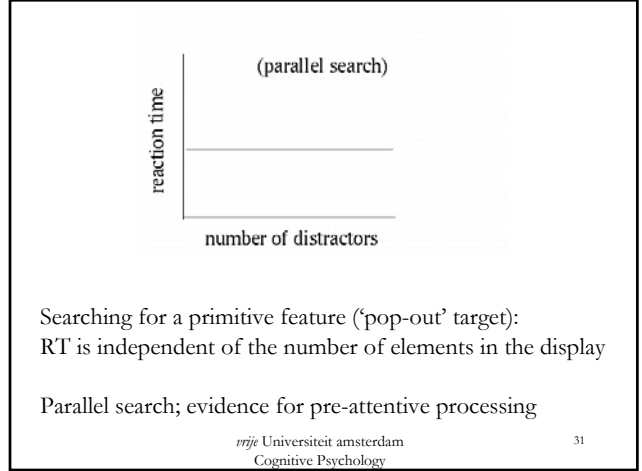 (parallel search)
reaction time
number of distractors
Searching for a primitive feature (‘pop-out’ target):
RT is independent of the number of elements in the display
Parallel search; evidence for pre-attentive processing
vrije Universiteit amsterdam
Cognitive Psychology
31